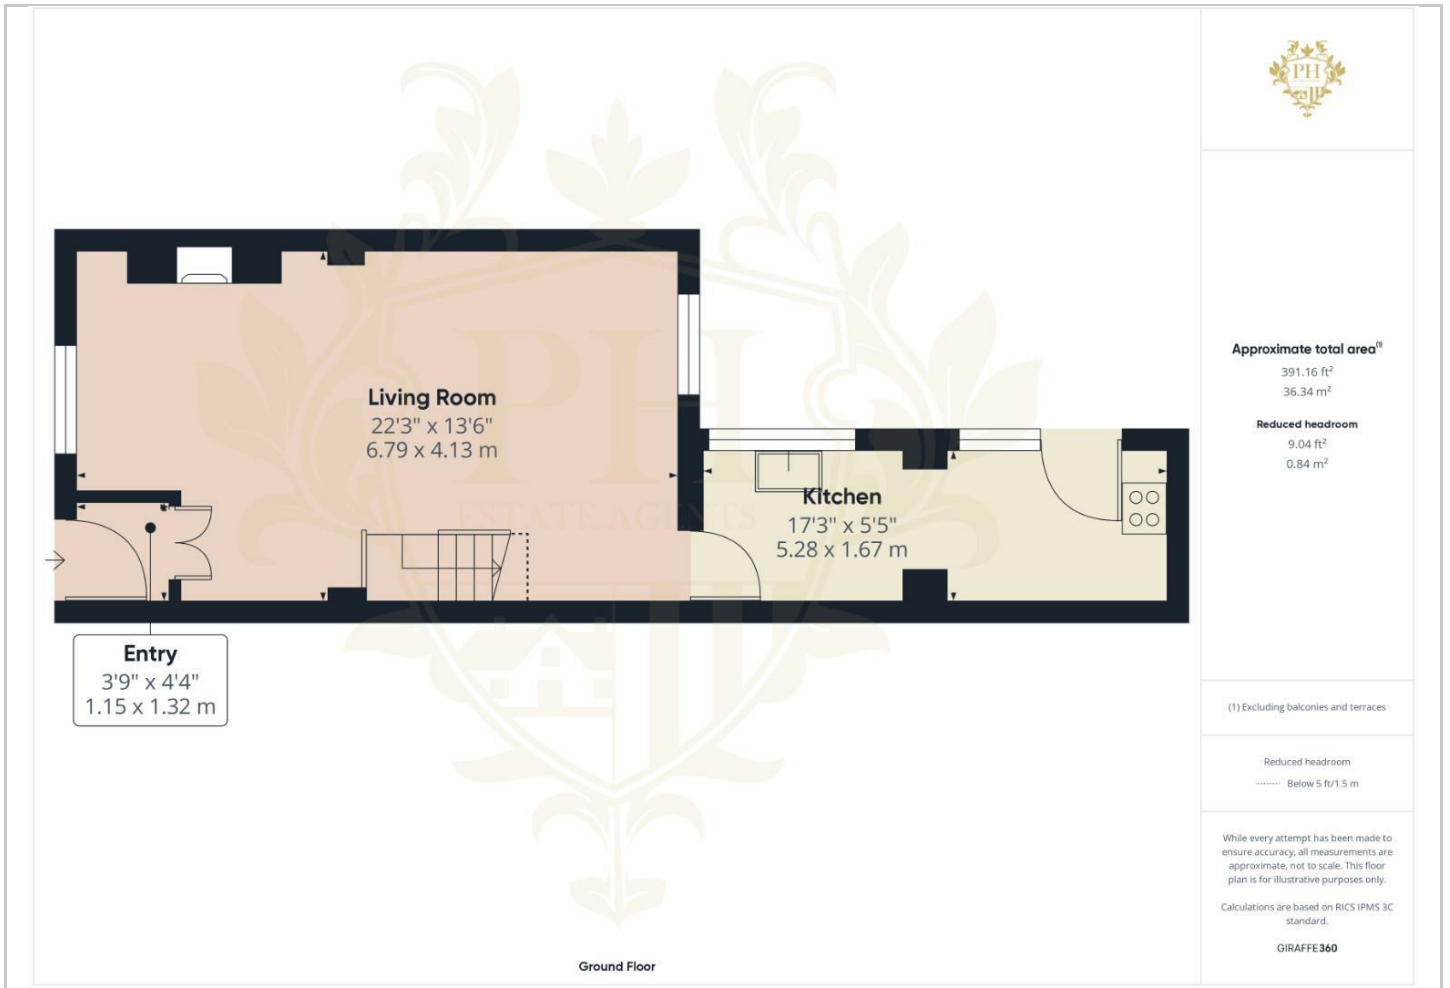 PH
PH
ESTATE AGENTS
Living Room
22'3" x 13'6"
6.79 x 4.13 m
Kitchen
17'3" x 5'5"
5.28 x 1.67 m
Entry
3'9" x 4'4"
1.15 x 1.32 m
Ground Floor
Approximate total area(1)
391.16 ft²
36.34 m²
Reduced headroom
9.04 ft²
0.84 m²
(1) Excluding balconies and terraces
Reduced headroom
Below 5 ft/1.5 m
While every attempt has been made to
ensure accuracy, all measurements are
approximate, not to scale. This floor
plan is for illustrative purposes only.
Calculations are based on RICS IPMS 3C
standard.
GIRAFFE360